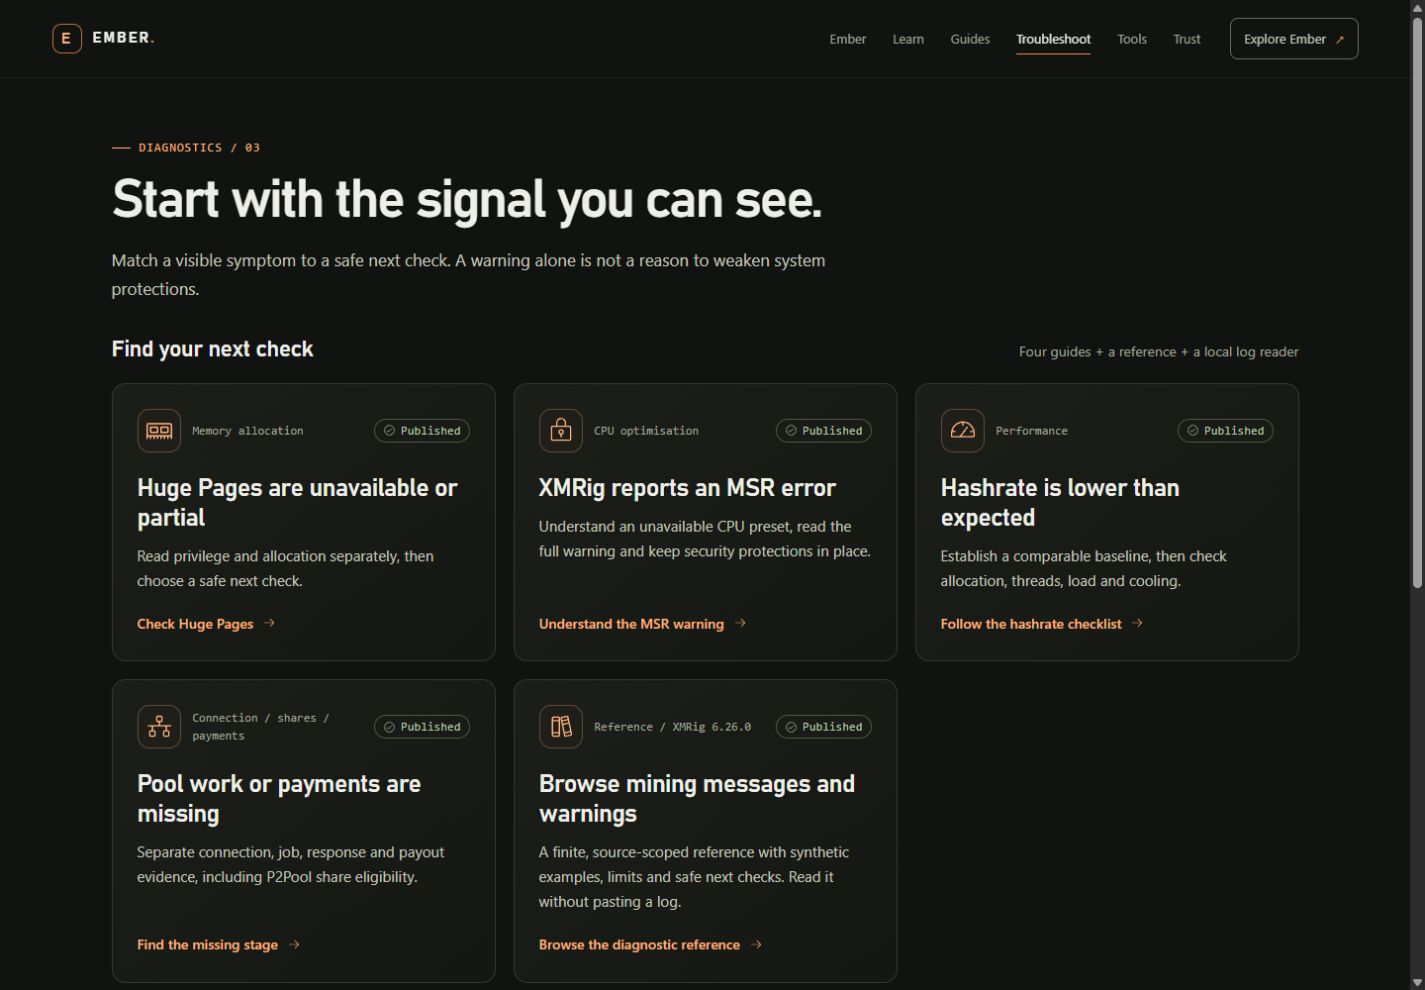 E EMBER.
Ember Learn Guides Troubleshoot Tools Trust Explore Ember ↗
DIAGNOSTICS / 03
Start with the signal you can see.
Match a visible symptom to a safe next check. A warning alone is not a reason to weaken system
protections.
Find your next check
Four guides + a reference + a local log reader
Memory allocation
Published
Huge Pages are unavailable or
partial
Read privilege and allocation separately, then
choose a safe next check.
Check Huge Pages →
CPU optimisation
Published
XMRig reports an MSR error
Understand an unavailable CPU preset, read the
full warning and keep security protections in place.
Understand the MSR warning →
Performance
Published
Hashrate is lower than
expected
Establish a comparable baseline, then check
allocation, threads, load and cooling.
Follow the hashrate checklist →
Connection / shares /
payments
Published
Pool work or payments are
missing
Separate connection, job, response and payout
evidence, including P2Pool share eligibility.
Find the missing stage →
Reference / XMRig 6.26.0
Published
Browse mining messages and
warnings
A finite, source-scoped reference with synthetic
examples, limits and safe next checks. Read it
without pasting a log.
Browse the diagnostic reference →